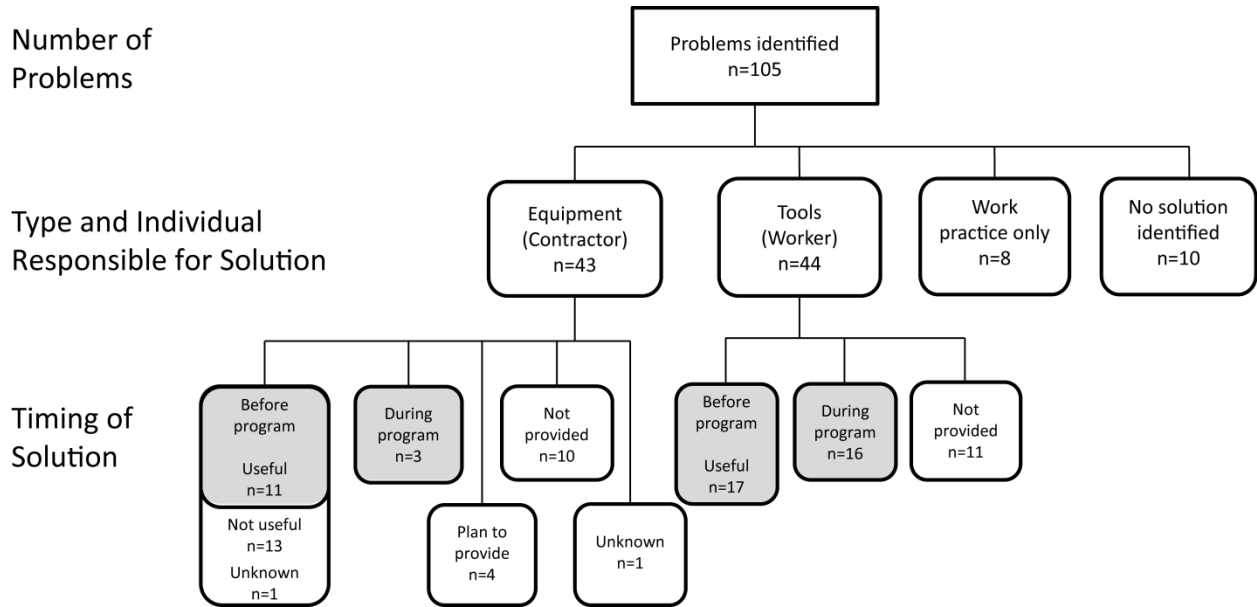 Number of
Problems
Problems identified
n=105
Type and Individual
Responsible for Solution
Equipment
(Contractor)
n=43
Tools
(Worker)
n=44
Work
practice only
n=8
No solution
identified
n=10
Timing of
Solution
Before
program
Useful
n=11
Not useful
n=13
Unknown
n=1
During
program
n=3
Plan to
provide
n=4
Not
provided
n=10
Unknown
n=1
Before
program
Useful
n=17
During
program
n=16
Not
provided
n=11